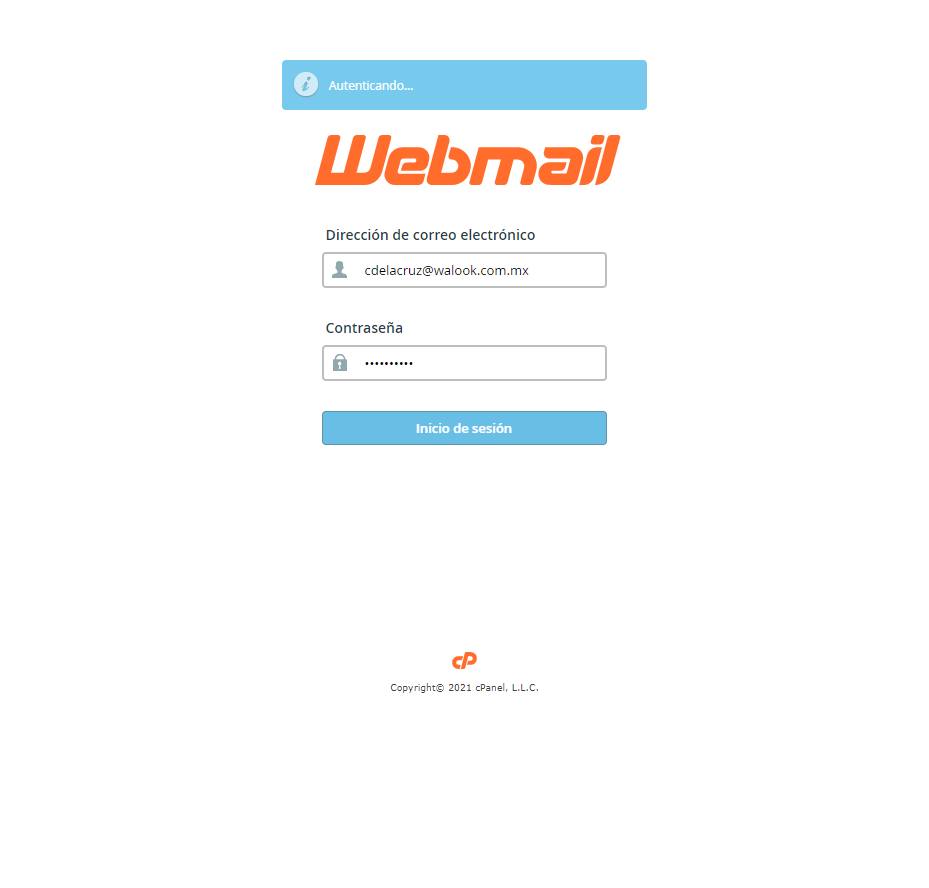 Autenticando...
Webmail
Dirección de correo electrónico
cdelacruz@walook.com.mx
Contraseña
••••••••••
Inicio de sesión
cP
Copyright© 2021 cPanel, L.L.C.